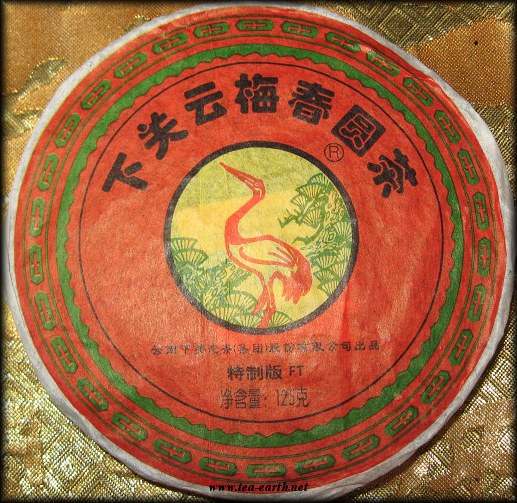 下关云梅春圆茶
®
云南下关沱茶(集团)股份有限公司出品
特制版 FT
净含量: 125克
www.tea-earth.net